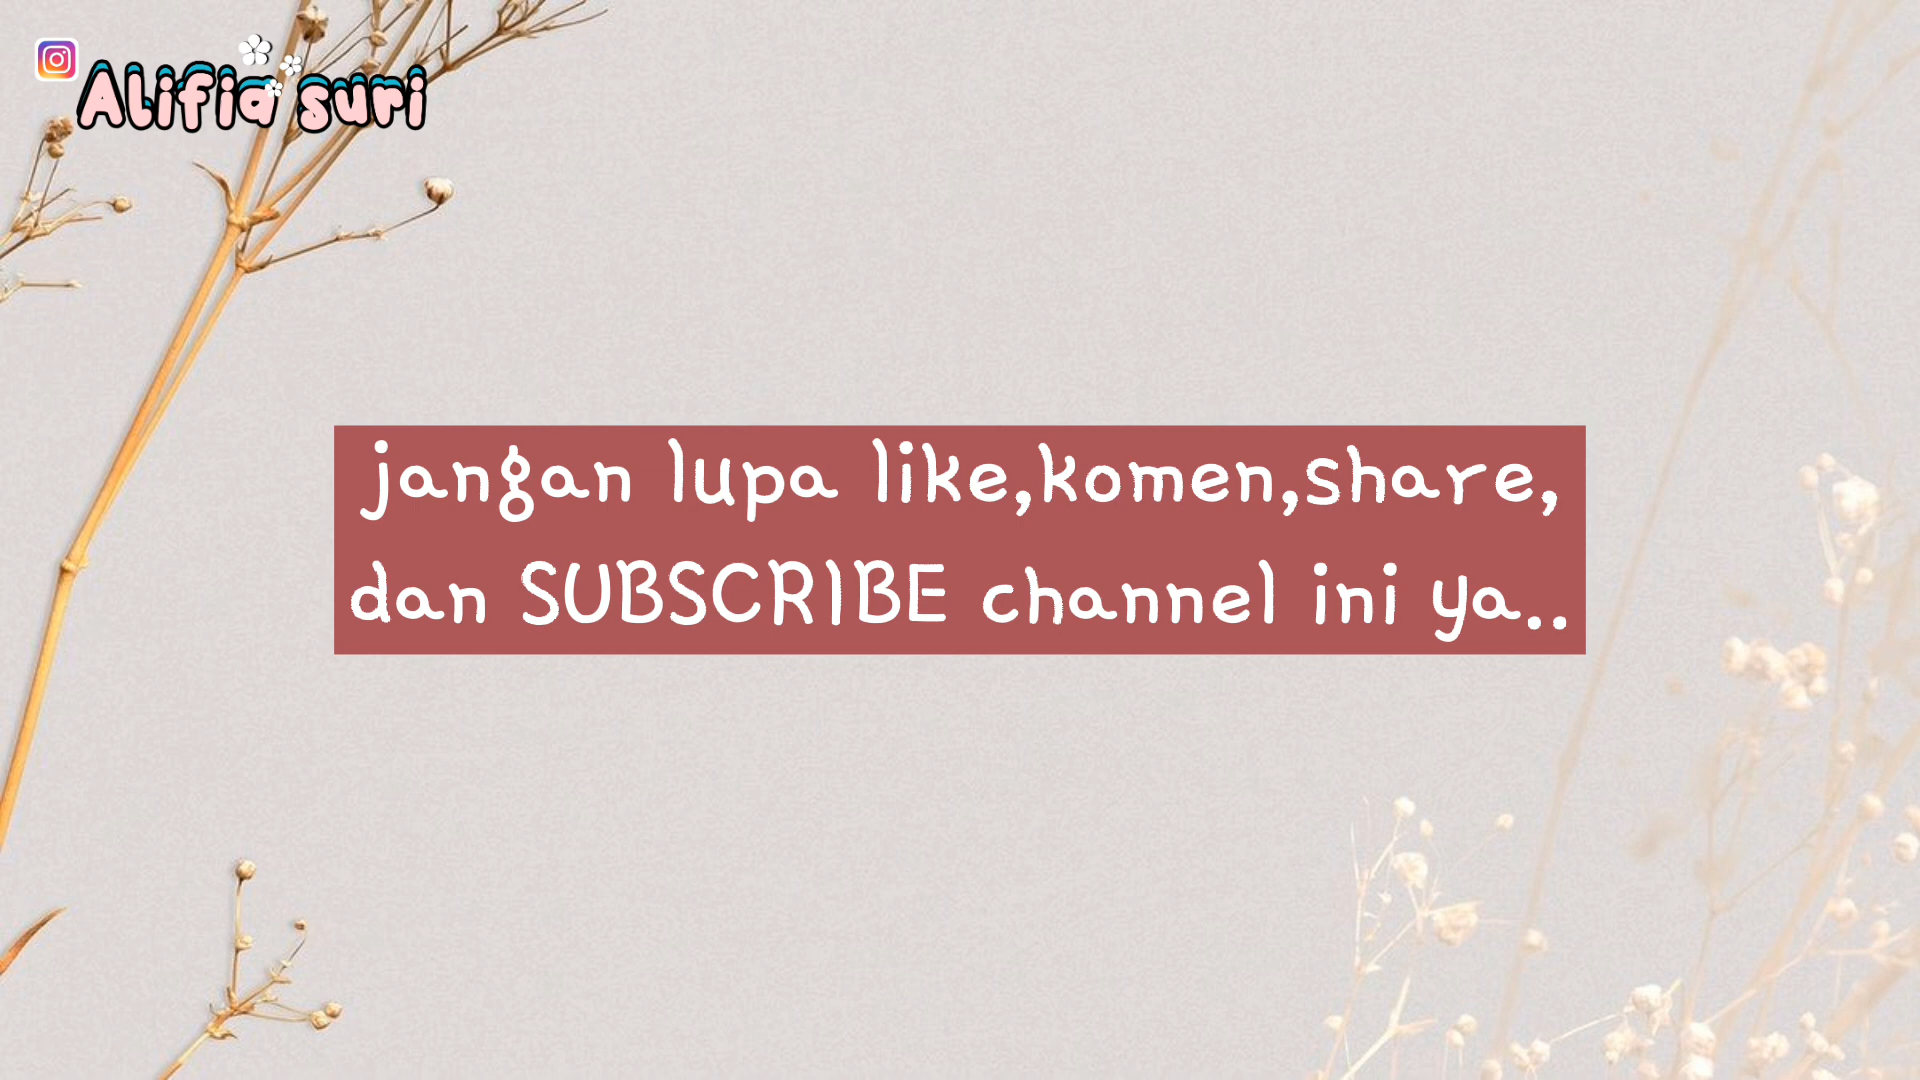 Alifia suri
jangan lupa like,komen,share,
dan SUBSCRIBE channel ini ya..